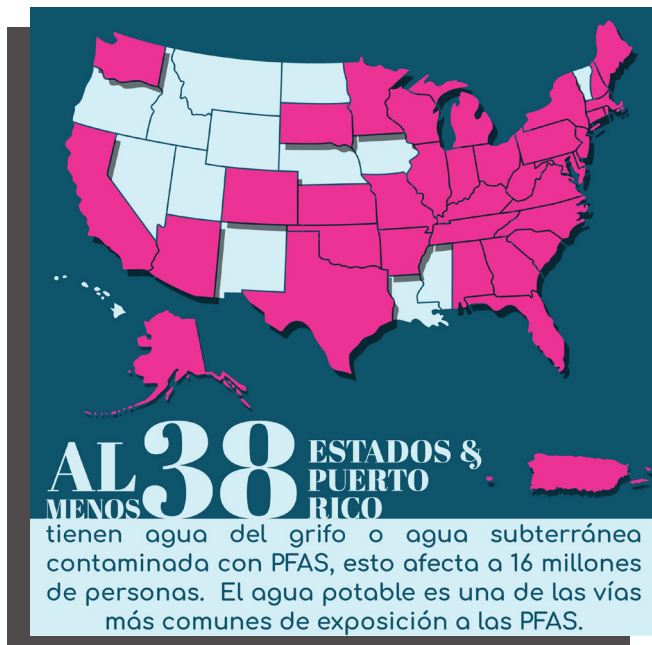 AL MENOS 38 ESTADOS & PUERTO RICO
tienen agua del grifo o agua subterránea
contaminada con PFAS, esto afecta a 16 millones
de personas. El agua potable es una de las vías
más comunes de exposición a las PFAS.